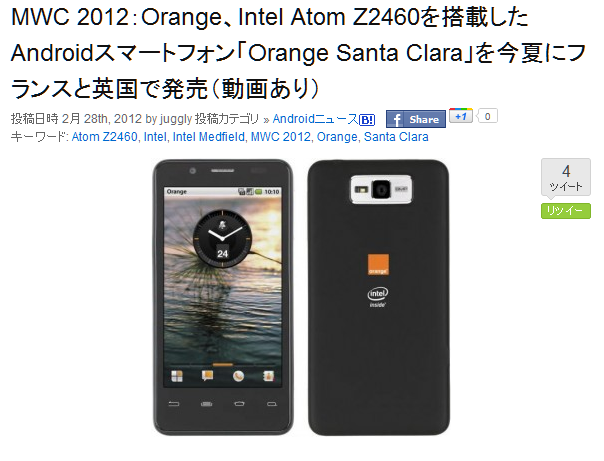 MWC 2012：Orange、Intel Atom Z2460を搭載した
Androidスマートフォン「Orange Santa Clara」を今夏にフ
ランスと英国で発売（動画あり）
投稿日時 2月 28th, 2012 by juggly 投稿カテゴリ » Androidニュース B! Share +1 0
キーワード: Atom Z2460, Intel, Intel Medfield, MWC 2012, Orange, Santa Clara
4
ツイート
リツイー
Orange 10:10
24
orange
intel
inside